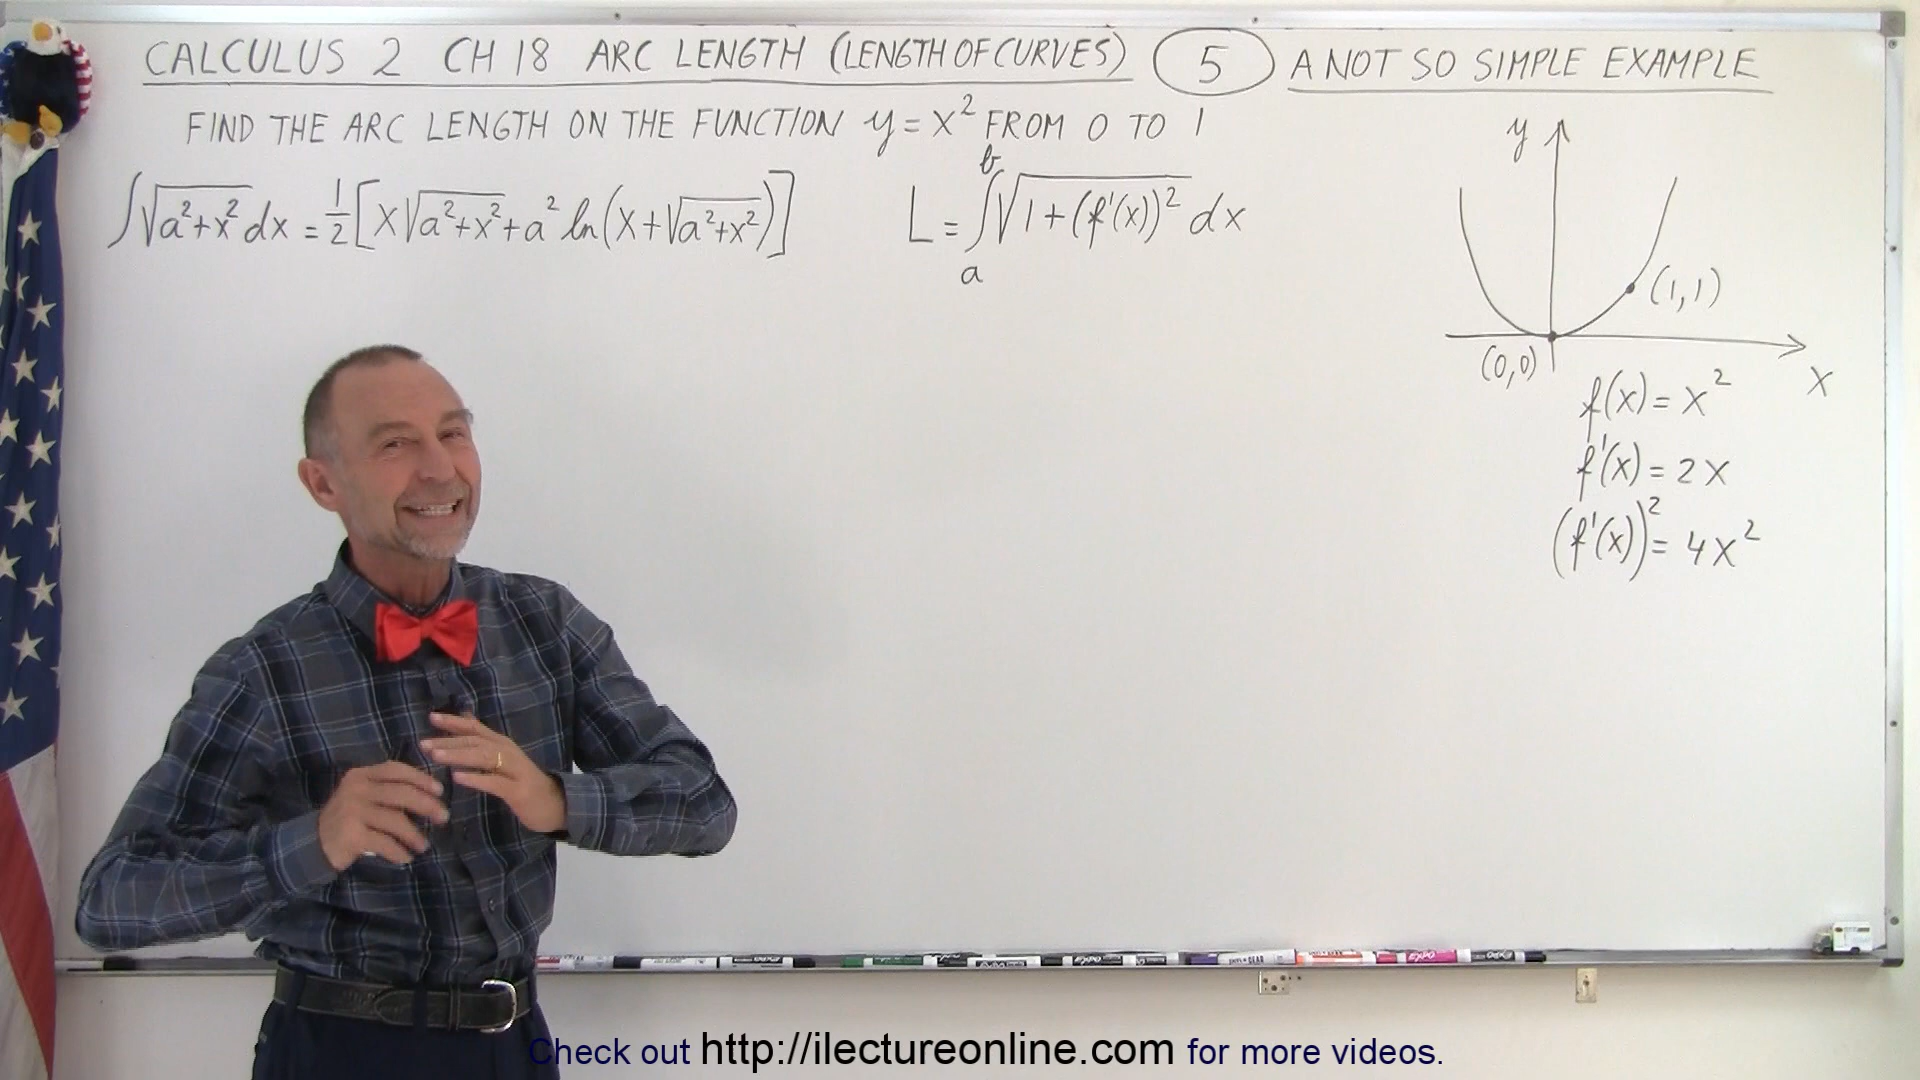 CALCULUS 2 CH 18 ARC LENGTH (LENGTH OF CURVES) 5 A NOT SO SIMPLE EXAMPLE
FIND THE ARC LENGTH ON THE FUNCTION y = x² FROM 0 TO 1
∫√(a²+x²) dx = 1/2 [x√(a²+x²) + a² ln(x+√(a²+x²))]
L = ∫ₐᵇ √(1+(f'(x))²) dx
y
(1,1)
(0,0)
x
f(x) = x²
f'(x) = 2x
(f'(x))² = 4x²
Check out http://ilectureonline.com for more videos.